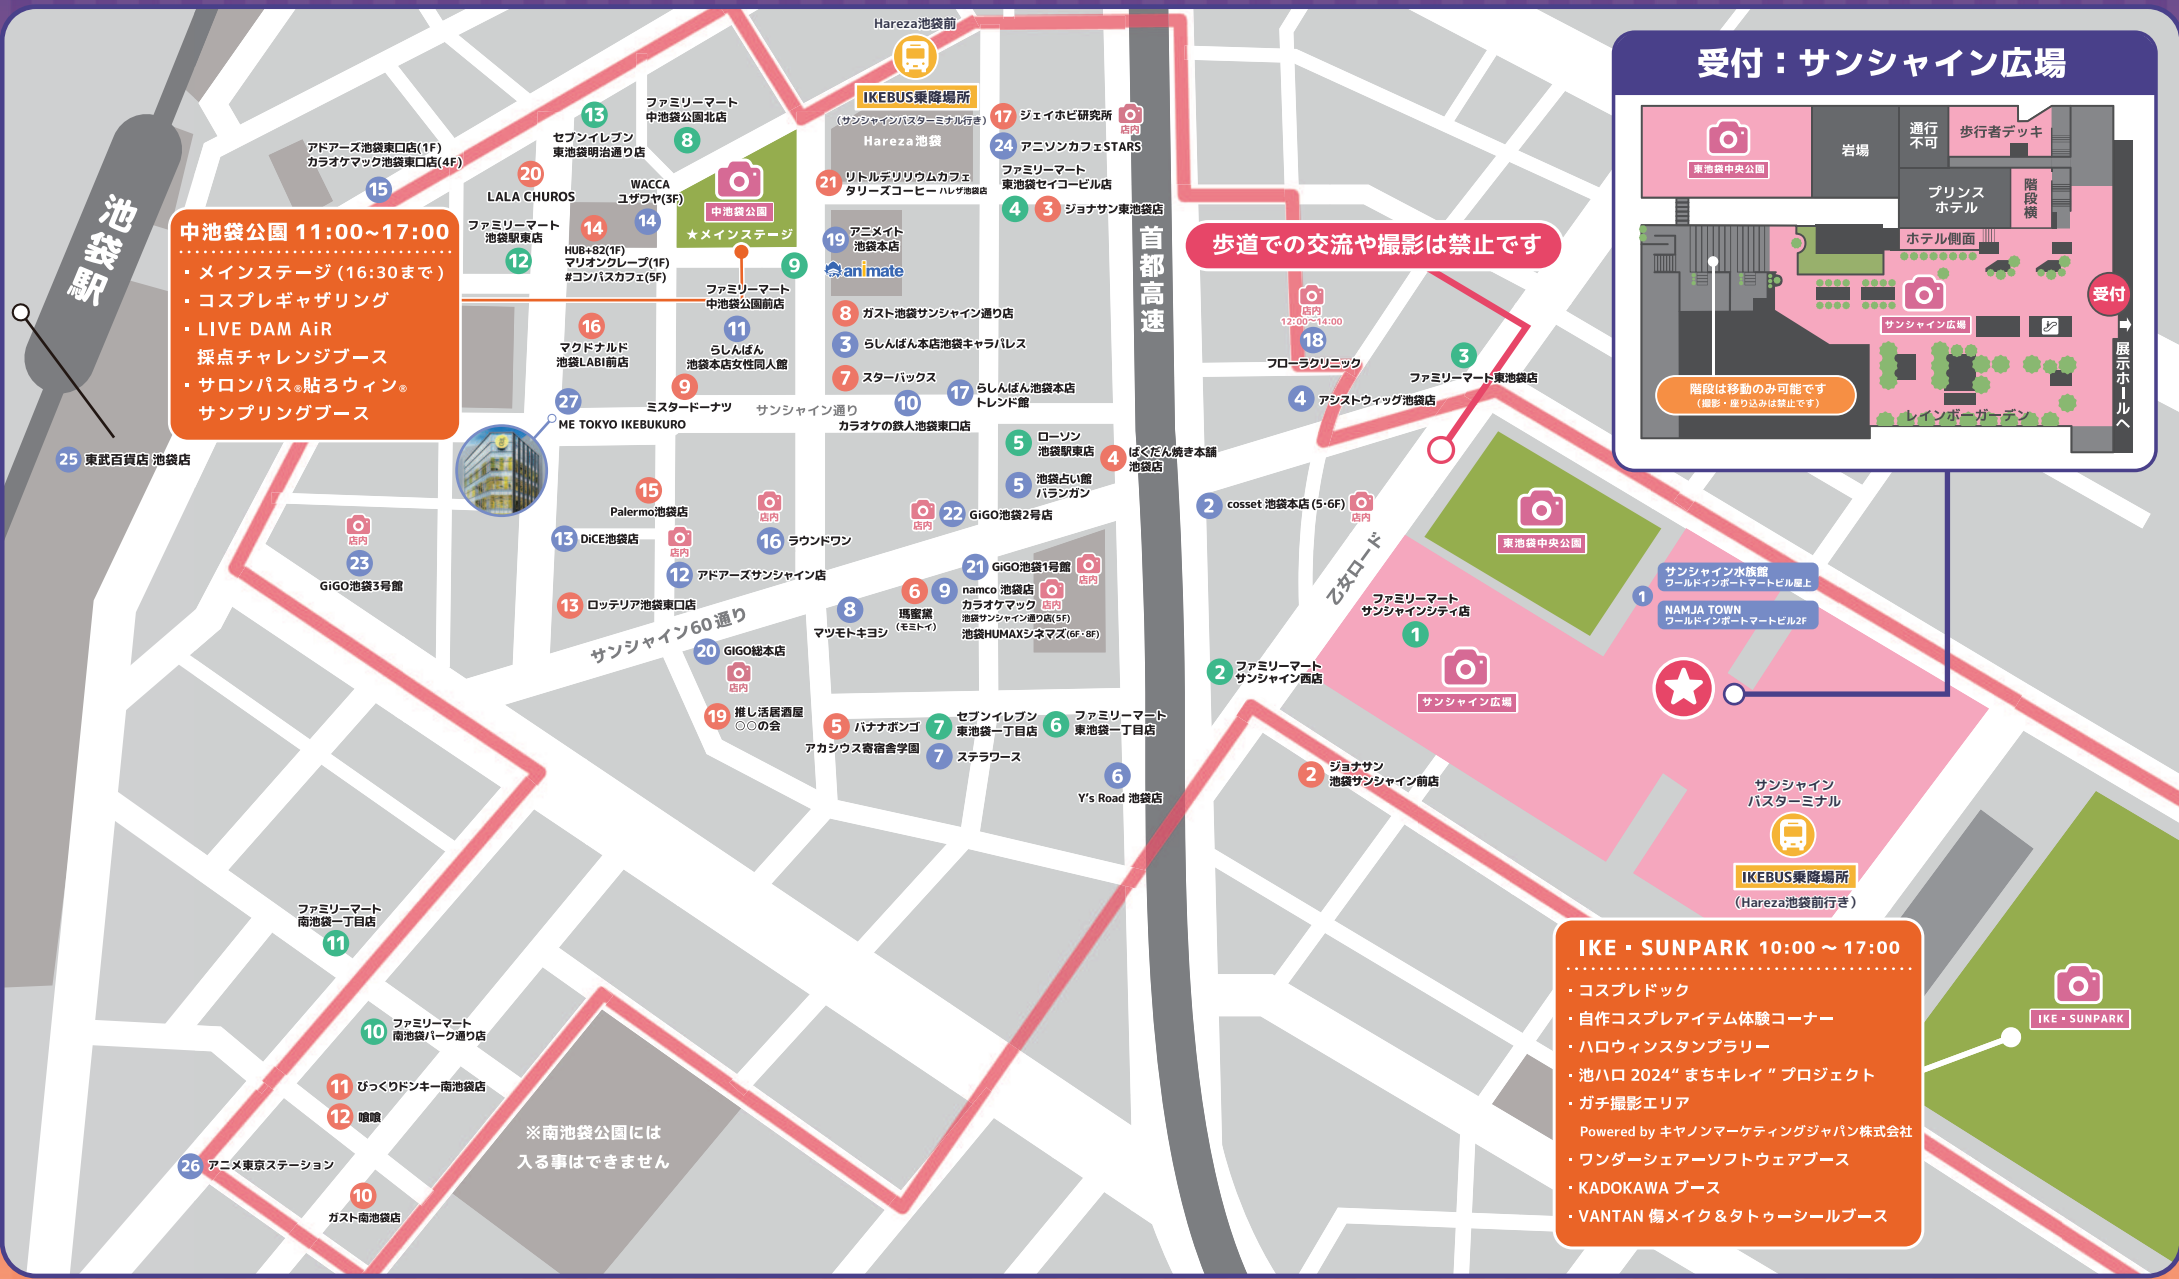 Hareza池袋前
IKEBUS乗降場所
(サンシャインバスターミナル行き)
Hareza池袋
17 ジェイホビ研究所
店内
24 アニソンカフェSTARS
ファミリーマート
東池袋セイコービル店
4 3 ジョナサン東池袋店
13
セブンイレブン
東池袋明治通り店
ファミリーマート
中池袋公園北店
8
アドアーズ池袋東口店(1F)
カラオケマック池袋東口店(4F)
15
20
LALA CHUROS
WACCA
ユザワヤ(3F)
14
ファミリーマート
池袋駅東店
12
14
HUB+82(1F)
マリオンクレープ(1F)
#コンパスカフェ(5F)
中池袋公園
★メインステージ
9
ファミリーマート
中池袋公園前店
21 リトルデリリウムカフェ
タリーズコーヒー ハレザ池袋店
19 アニメイト
池袋本店
animate
8 ガスト池袋サンシャイン通り店
3 らしんばん本店池袋キャラパレス
7 スターバックス
17 らしんばん池袋本店
トレンド館
10
カラオケの鉄人池袋東口店
11
らしんばん
池袋本店女性同人館
16
マクドナルド
池袋LABI前店
9
ミスタードーナツ
サンシャイン通り
27
ME TOKYO IKEBUKURO
池袋駅
中池袋公園 11:00~17:00
・メインステージ (16:30まで)
・コスプレギャザリング
・LIVE DAM AiR
採点チャレンジブース
・サロンパス®貼ろウィン®
サンプリングブース
25 東武百貨店 池袋店
首都高速
歩道での交流や撮影は禁止です
店内
12:00~14:00
18
フローラクリニック
3
ファミリーマート東池袋店
4 アシストウィッグ池袋店
5 ローソン
池袋駅東店
4 ばくだん焼き本舗
池袋店
5 池袋占い館
バランガン
店内
22 GiGO池袋2号店
2 cosset 池袋本店(5·6F)
店内
15
Palermo池袋店
店内
16 ラウンドワン
13 DiCE池袋店
店内
12 アドアーズサンシャイン店
店内
23
GiGO池袋3号館
13 ロッテリア池袋東口店
サンシャイン60通り
21 GiGO池袋1号館
店内
6
瑪蜜黛
(モミトイ)
9 namco 池袋店
カラオケマック 店内
池袋サンシャイン通り店(5F)
池袋HUMAXシネマズ(6F·8F)
8
マツモトキヨシ
20 GIGO総本店
店内
19 推し活居酒屋
○○の会
5 バナナボンゴ
アカシウス寄宿舎学園
7 セブンイレブン
東池袋一丁目店
6 ファミリーマート
東池袋一丁目店
7 ステラワース
6
Y's Road 池袋店
乙女ロード
東池袋中央公園
ファミリーマート
サンシャインシティ店
1
1
サンシャイン水族館
ワールドインポートマートビル屋上
NAMJA TOWN
ワールドインポートマートビル2F
2 ファミリーマート
サンシャイン西店
サンシャイン広場
2 ジョナサン
池袋サンシャイン前店
サンシャイン
バスターミナル
IKEBUS乗降場所
(Hareza池袋前行き)
受付：サンシャイン広場
東池袋中央公園
岩場
通行
不可
歩行者デッキ
プリンス
ホテル
階段横
ホテル側面
サンシャイン広場
受付
展示ホールへ
階段は移動のみ可能です
(撮影・座り込みは禁止です)
レインボーガーデン
IKE・SUNPARK 10:00 ~ 17:00
・コスプレドック
・自作コスプレアイテム体験コーナー
・ハロウィンスタンプラリー
・池ハロ 2024“ まちキレイ ” プロジェクト
・ガチ撮影エリア
Powered by キヤノンマーケティングジャパン株式会社
・ワンダーシェアーソフトウェアブース
・KADOKAWA ブース
・VANTAN 傷メイク＆タトゥーシールブース
IKE・SUNPARK
ファミリーマート
南池袋一丁目店
11
10 ファミリーマート
南池袋パーク通り店
11 びっくりドンキー南池袋店
12 喰喰
26 アニメ東京ステーション
10
ガスト南池袋店
※南池袋公園には
入る事はできません